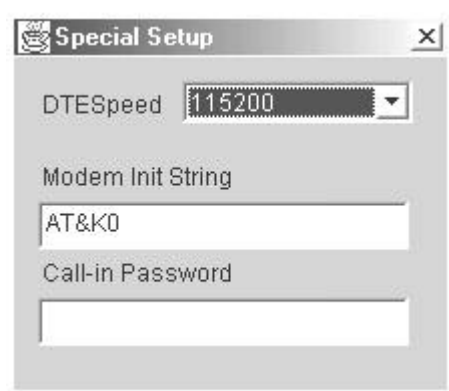 Special Setup
DTESpeed 115200
Modem Init String
AT&K0
Call-in Password